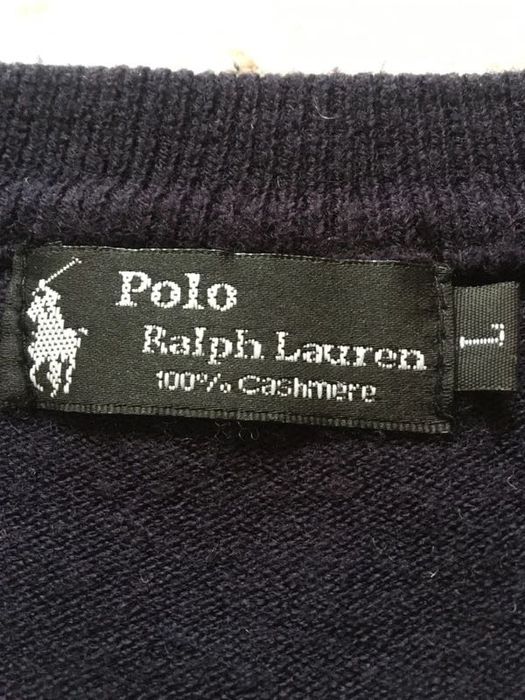 Polo
Ralph Lauren
100% cashmere
L